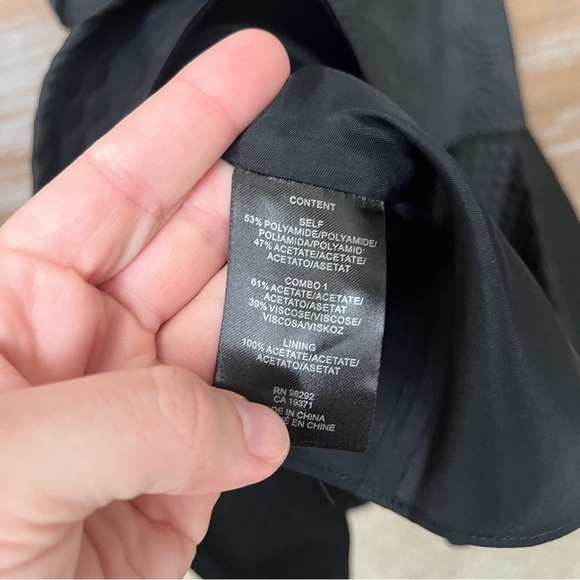 CONTENT
SELF
53% POLYAMIDE/POLYAMIDE/
POLIAMIDA/POLYAMID
47% ACETATE/ACETATE/
ACETATO/ASETAT
COMBO 1
61% ACETATE/ACETATE/
ACETATO/ASETAT
39% VISCOSE/VISCOSE/
VISCOSA/VISKOZ
LINING
100% ACETATE/ACETATE/
ACETATO/ASETAT
RN 98292
CA 19371
IN CHINA
EN CHINE